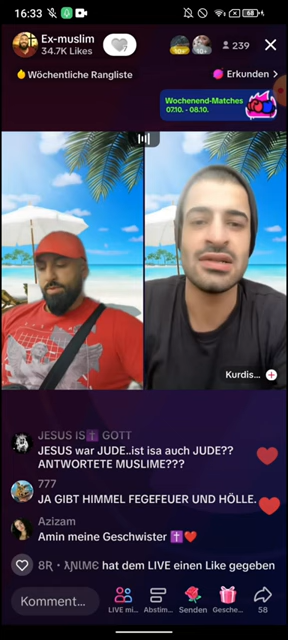 16:33
68
Ex-muslim
34.7K Likes
239
Wöchentliche Rangliste
Erkunden >
Wochenend-Matches
07.10. - 08.10.
Kurdis...
JESUS IS✝️ GOTT
JESUS war JUDE..ist isa auch JUDE??
ANTWORTETE MUSLIME???
777
JA GIBT HIMMEL FEGEFEUER UND HÖLLE.
Azizam
Amin meine Geschwister ✝️❤️
hat dem LIVE einen Like gegeben
Komment...
LIVE mi...
Abstim...
Senden
Gesche...
58